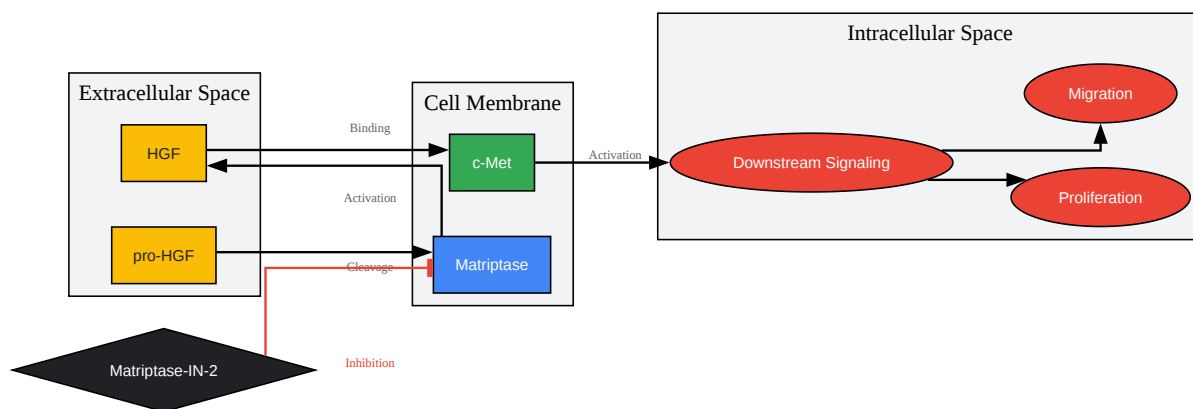 Intracellular Space
Extracellular Space
Cell Membrane
Migration
HGF
Binding
c-Met
Activation
Downstream Signaling
Activation
Proliferation
pro-HGF
Cleavage
Matriptase
Matriptase-IN-2
Inhibition